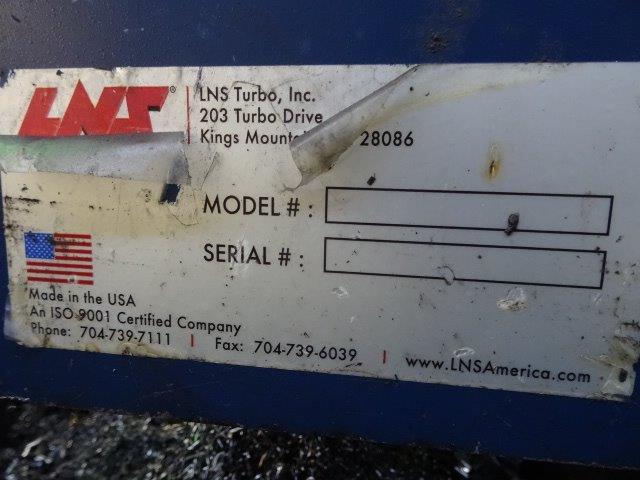 LNS
LNS Turbo, Inc.
203 Turbo Drive
Kings 28086
MODEL # :
SERIAL # :
Made in the USA
An ISO 9001 Certified Company
Phone: 704-739-7111 | Fax: 704-739-6039 | www.LNSAmerica.com